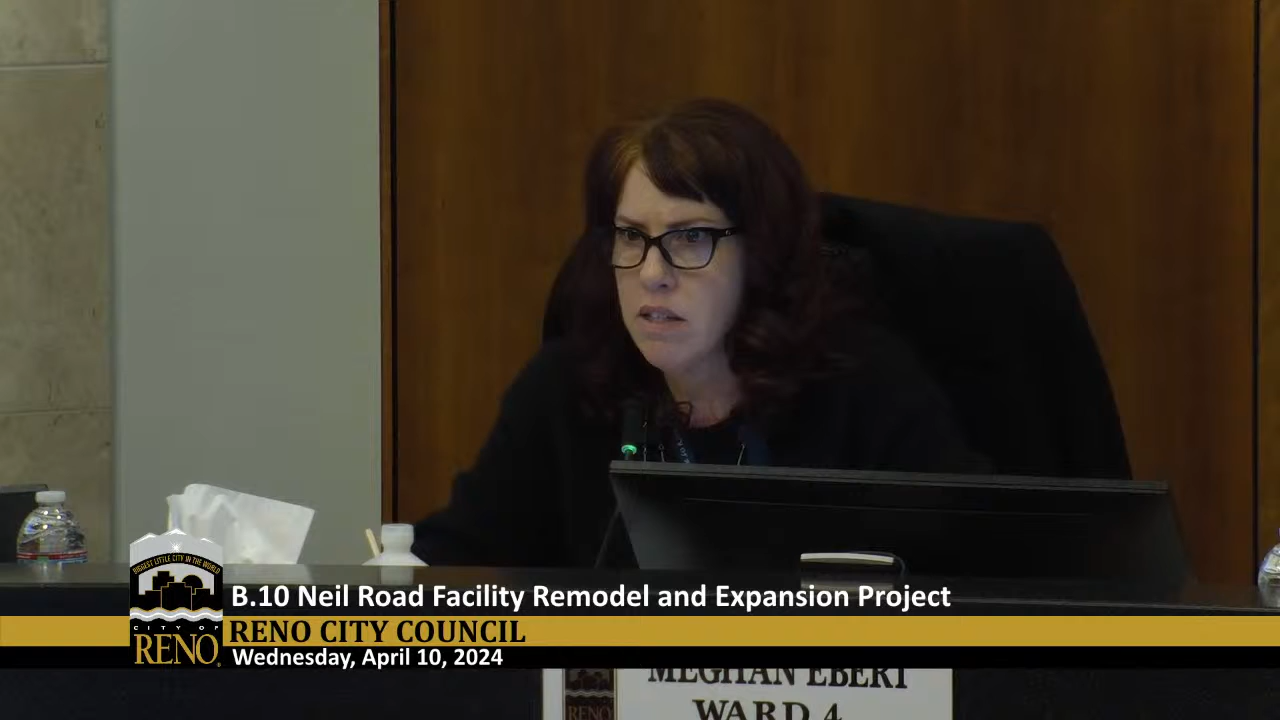 B.10 Neil Road Facility Remodel and Expansion Project
BIGGEST LITTLE CITY IN THE WORLD
CITY OF
RENO
RENO CITY COUNCIL
Wednesday, April 10, 2024
MEGHAN EBERT
WARD 4
RENO